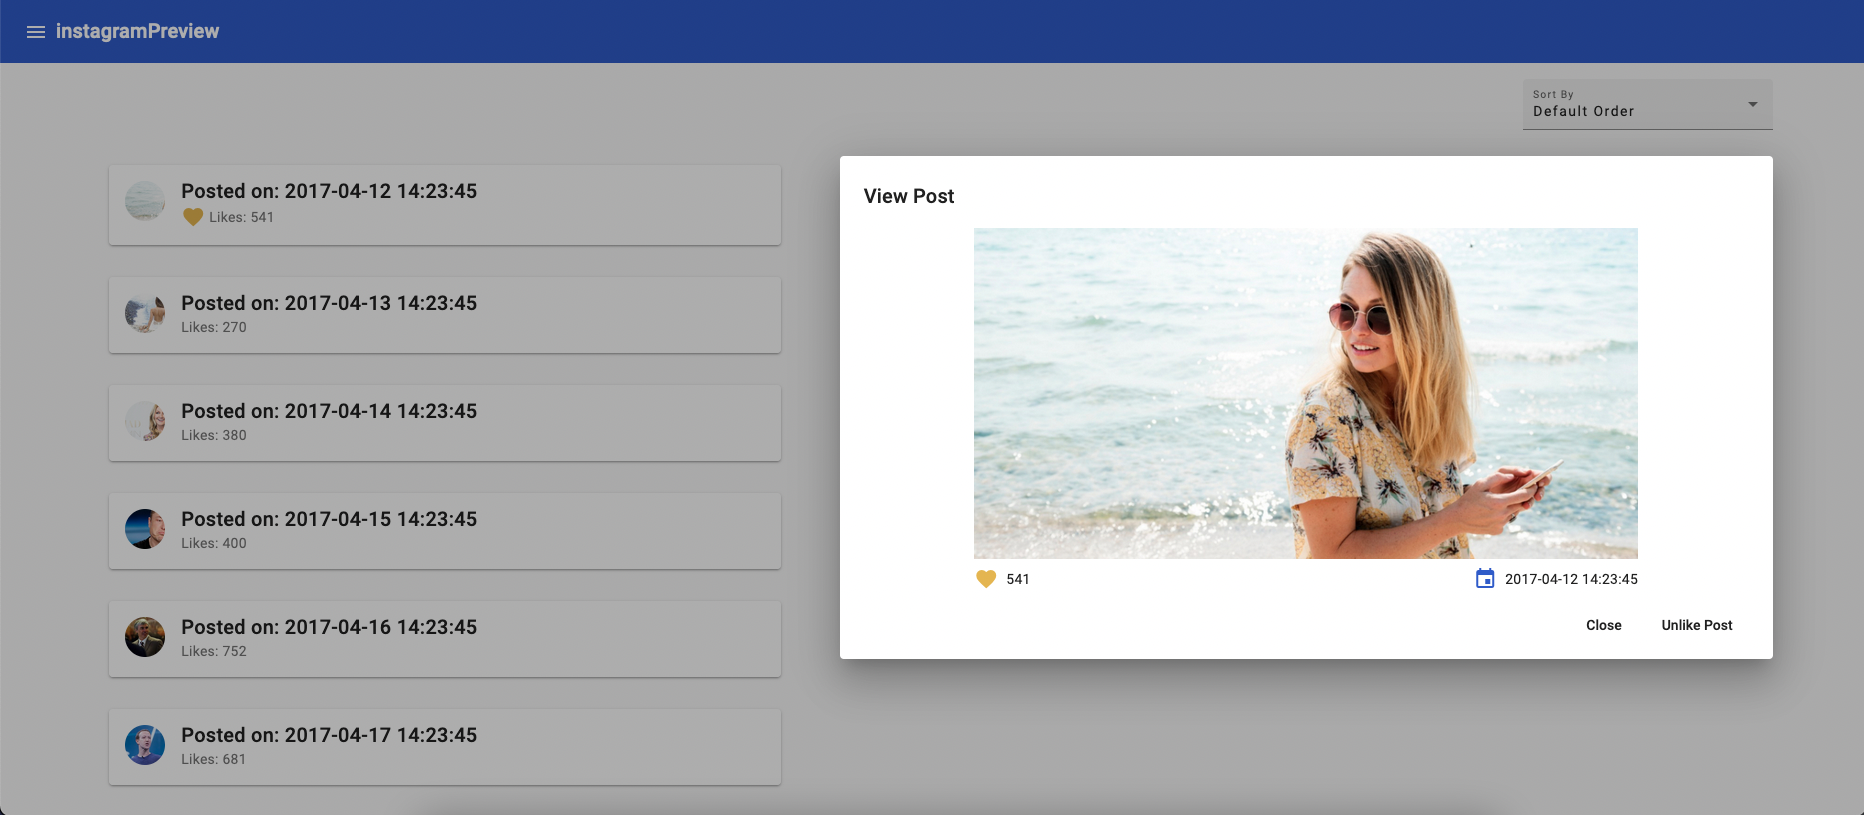 instagramPreview
Sort By
Default Order
Posted on: 2017-04-12 14:23:45
Likes: 541
Posted on: 2017-04-13 14:23:45
Likes: 270
Posted on: 2017-04-14 14:23:45
Likes: 380
Posted on: 2017-04-15 14:23:45
Likes: 400
Posted on: 2017-04-16 14:23:45
Likes: 752
Posted on: 2017-04-17 14:23:45
Likes: 681
View Post
541
2017-04-12 14:23:45
Close
Unlike Post